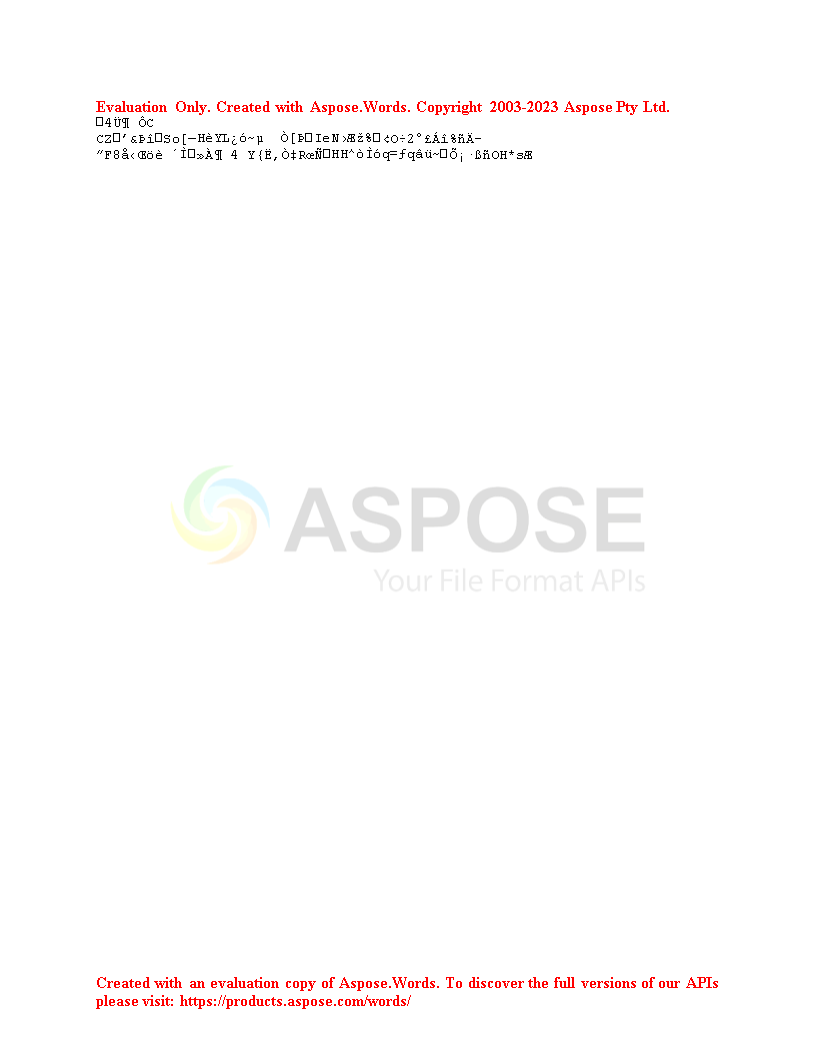 Evaluation Only. Created with Aspose.Words. Copyright 2003-2023 Aspose Pty Ltd.
□4Ü¶ ÔC
CZ□’&Þî□So[—HèYL¿ó~µ  Ò[Þ□IeN›Æž%□¢O÷2°£Áî%ñÄ–
“F8å‹Œöè ´Ì□»À¶ 4 Y{Ë‚Ò‡RœÑ□HH^òÌóq=ƒqâü~□Õ¡·ßñOH*sÆ
ASPOSE
Your File Format APIs
Created with an evaluation copy of Aspose.Words. To discover the full versions of our APIs
please visit: https://products.aspose.com/words/